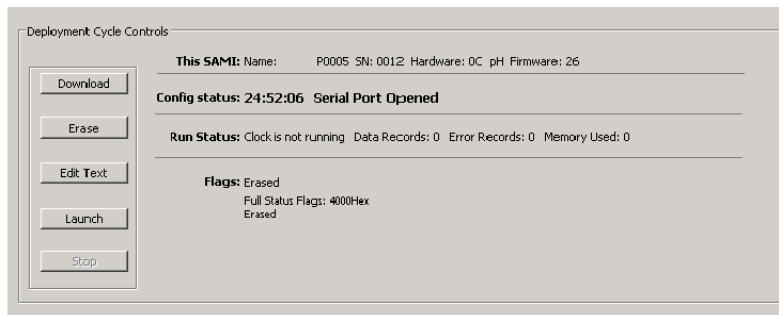 Deployment Cycle Controls
This SAMI: Name: P0005 SN: 0012 Hardware: 0C pH Firmware: 26
Download
Config status: 24:52:06 Serial Port Opened
Erase
Run Status: Clock is not running Data Records: 0 Error Records: 0 Memory Used: 0
Edit Text
Flags: Erased
Full Status Flags: 4000Hex
Erased
Launch
Stop